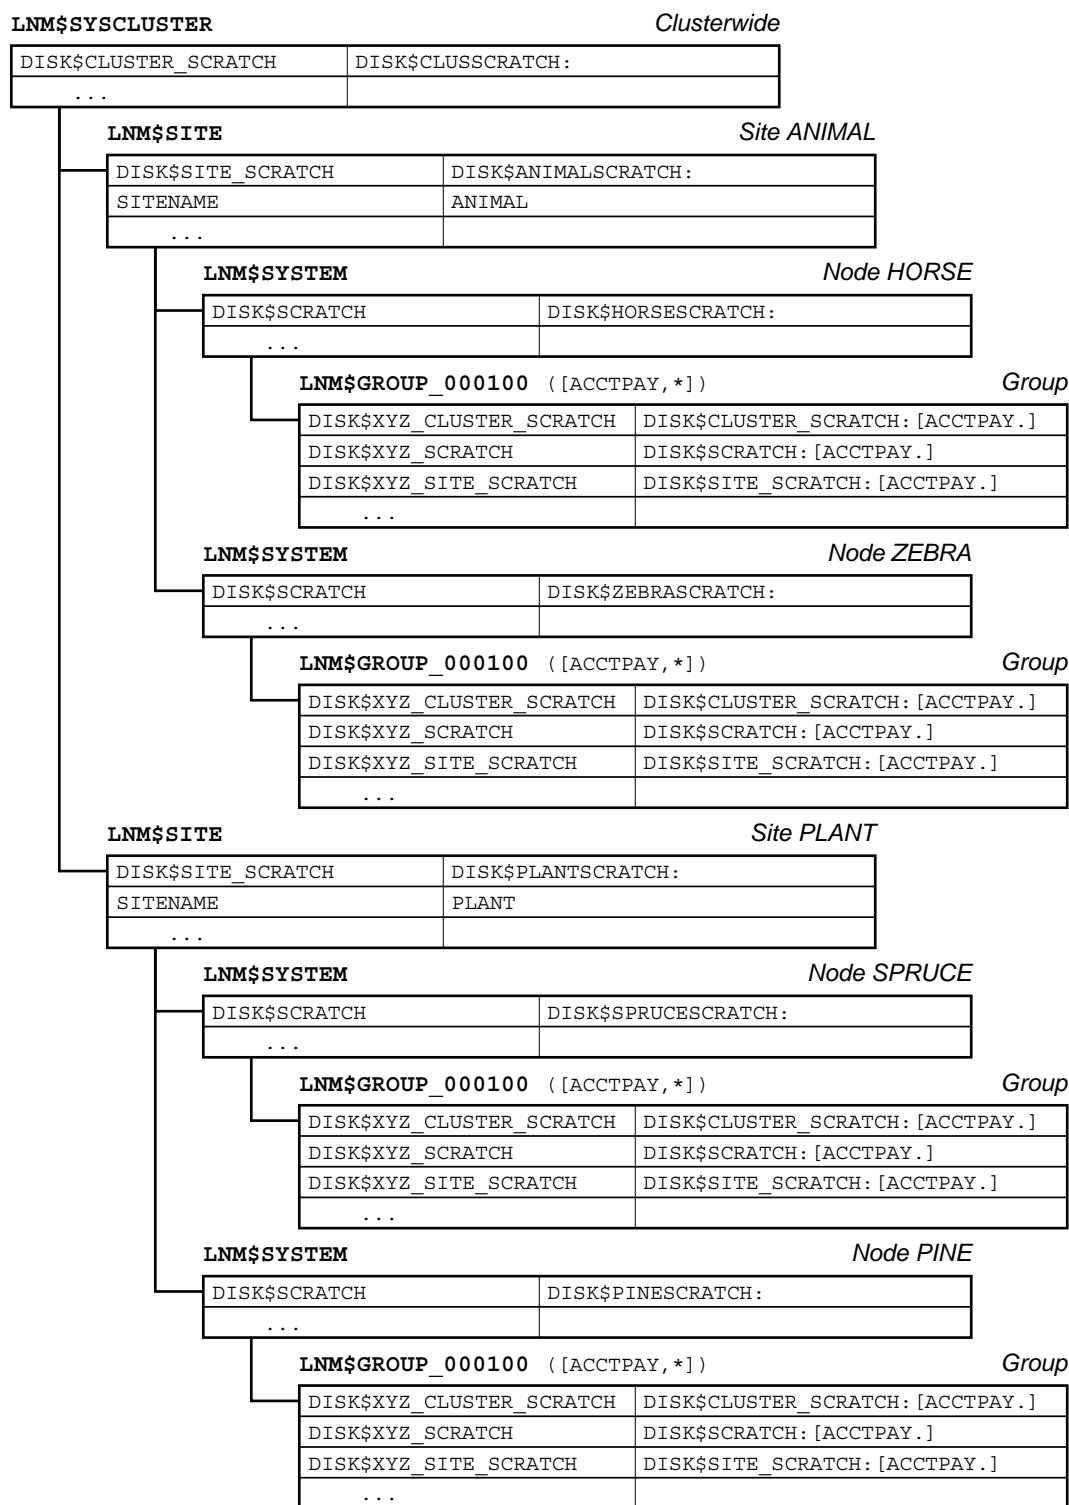 LNM$SYSCLUSTER Clusterwide
DISK$CLUSTER_SCRATCH DISK$CLUSSCRATCH:
...
LNM$SITE Site ANIMAL
DISK$SITE_SCRATCH DISK$ANIMALSCRATCH:
SITENAME ANIMAL
...
LNM$SYSTEM Node HORSE
DISK$SCRATCH DISK$HORSESCRATCH:
...
LNM$GROUP_000100 ([ACCTPAY,*]) Group
DISK$XYZ_CLUSTER_SCRATCH DISK$CLUSTER_SCRATCH:[ACCTPAY.]
DISK$XYZ_SCRATCH DISK$SCRATCH:[ACCTPAY.]
DISK$XYZ_SITE_SCRATCH DISK$SITE_SCRATCH:[ACCTPAY.]
...
LNM$SYSTEM Node ZEBRA
DISK$SCRATCH DISK$ZEBRASCRATCH:
...
LNM$GROUP_000100 ([ACCTPAY,*]) Group
DISK$XYZ_CLUSTER_SCRATCH DISK$CLUSTER_SCRATCH:[ACCTPAY.]
DISK$XYZ_SCRATCH DISK$SCRATCH:[ACCTPAY.]
DISK$XYZ_SITE_SCRATCH DISK$SITE_SCRATCH:[ACCTPAY.]
...
LNM$SITE Site PLANT
DISK$SITE_SCRATCH DISK$PLANTSCRATCH:
SITENAME PLANT
...
LNM$SYSTEM Node SPRUCE
DISK$SCRATCH DISK$SPRUCESCRATCH:
...
LNM$GROUP_000100 ([ACCTPAY,*]) Group
DISK$XYZ_CLUSTER_SCRATCH DISK$CLUSTER_SCRATCH:[ACCTPAY.]
DISK$XYZ_SCRATCH DISK$SCRATCH:[ACCTPAY.]
DISK$XYZ_SITE_SCRATCH DISK$SITE_SCRATCH:[ACCTPAY.]
...
LNM$SYSTEM Node PINE
DISK$SCRATCH DISK$PINESCRATCH:
...
LNM$GROUP_000100 ([ACCTPAY,*]) Group
DISK$XYZ_CLUSTER_SCRATCH DISK$CLUSTER_SCRATCH:[ACCTPAY.]
DISK$XYZ_SCRATCH DISK$SCRATCH:[ACCTPAY.]
DISK$XYZ_SITE_SCRATCH DISK$SITE_SCRATCH:[ACCTPAY.]
...